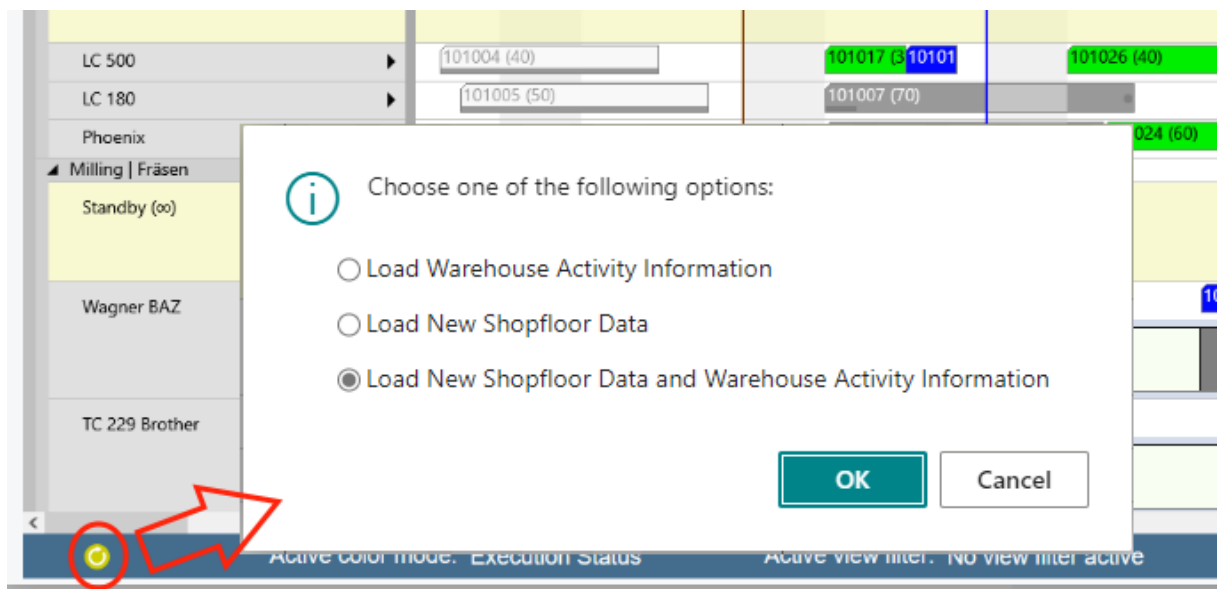 LC 500
101004 (40)
101017 (3
10101
101026 (40)
LC 180
101005 (50)
101007 (70)
Phoenix
024 (60)
Milling | Fräsen
Standby (∞)
Wagner BAZ
10
TC 229 Brother
Choose one of the following options:
Load Warehouse Activity Information
Load New Shopfloor Data
Load New Shopfloor Data and Warehouse Activity Information
OK
Cancel
Active color mode: Execution Status
Active view filter: No view filter active